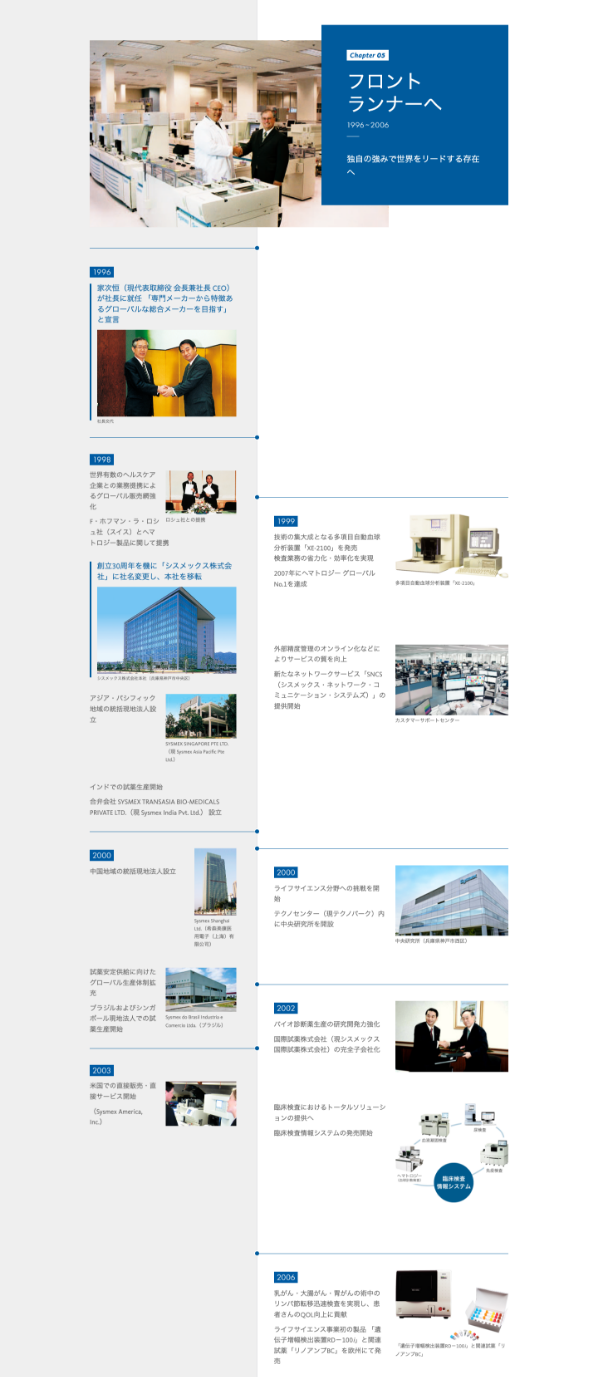 Chapter 05
フロント
ランナーへ
1996~2006
独自の強みで世界をリードする存在
へ
1996
家次恒（現代表取締役 会長兼社長 CEO）
が社長に就任 「専門メーカーから特徴あ
るグローバルな総合メーカーを目指す」
と宣言
社長交代
1998
世界有数のヘルスケア
企業との業務提携によ
るグローバル販売網強
化
F・ホフマン・ラ・ロシ
ュ社（スイス）とヘマ
トロジー製品に関して提携
ロシュ社との提携
創立30周年を機に「シスメックス株式会
社」に社名変更し、本社を移転
シスメックス株式会社本社（兵庫県神戸市中央区）
アジア・パシフィック
地域の統括現地法人設
立
SYSMEX SINGAPORE PTE LTD.
（現 Sysmex Asia Pacific Pte
Ltd.）
インドでの試薬生産開始
合弁会社 SYSMEX TRANSASIA BIO-MEDICALS
PRIVATE LTD.（現 Sysmex India Pvt. Ltd.） 設立
1999
技術の集大成となる多項目自動血球
分析装置「XE-2100」を発売
検査業務の省力化・効率化を実現
2007年にヘマトロジー グローバル
No.1を達成
多項目自動血球分析装置「XE-2100」
外部精度管理のオンライン化などに
よりサービスの質を向上
新たなネットワークサービス「SNCS
（シスメックス・ネットワーク・コ
ミュニケーション・システムズ）」の
提供開始
カスタマーサポートセンター
2000
中国地域の統括現地法人設立
Sysmex Shanghai
Ltd.（希森美康医
用電子（上海）有
限公司）
試薬安定供給に向けた
グローバル生産体制拡
充
ブラジルおよびシンガ
ポール現地法人での試
薬生産開始
Sysmex do Brasil Industria e
Comercio Ltda.（ブラジル）
2000
ライフサイエンス分野への挑戦を開
始
テクノセンター（現テクノパーク）内
に中央研究所を開設
中央研究所（兵庫県神戸市西区）
2002
バイオ診断薬生産の研究開発力強化
国際試薬株式会社（現シスメックス
国際試薬株式会社）の完全子会社化
臨床検査におけるトータルソリューシ
ョンの提供へ
臨床検査情報システムの発売開始
血液凝固検査
尿検査
免疫検査
ヘマトロジー
臨床検査
情報システム
2003
米国での直接販売・直
接サービス開始
（Sysmex America,
Inc.）
2006
乳がん・大腸がん・胃がんの術中の
リンパ節転移迅速検査を実現し、患
者さんのQOL向上に貢献
ライフサイエンス事業初の製品 「遺
伝子増幅検出装置RD－100i」と関連
試薬「リノアンプBC」を欧州にて発
売
「遺伝子増幅検出装置RD－100i」と関連試薬「リ
ノアンプBC」